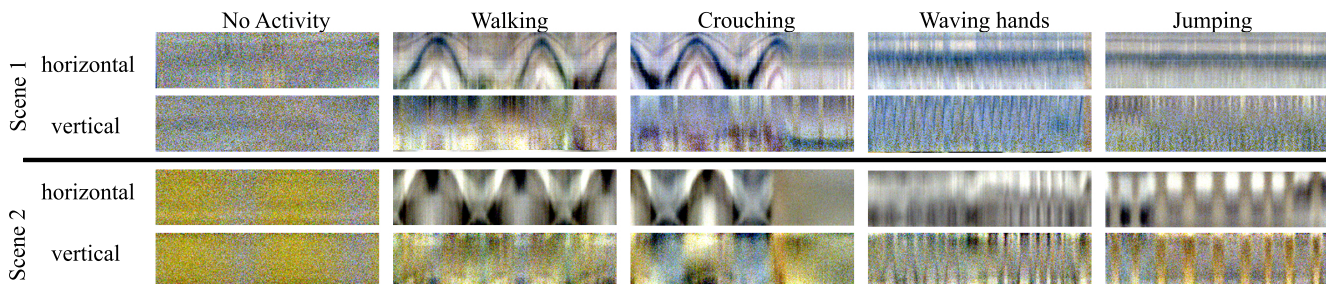 No Activity Walking Crouching Waving hands Jumping
Scene 1
horizontal
vertical
Scene 2
horizontal
vertical